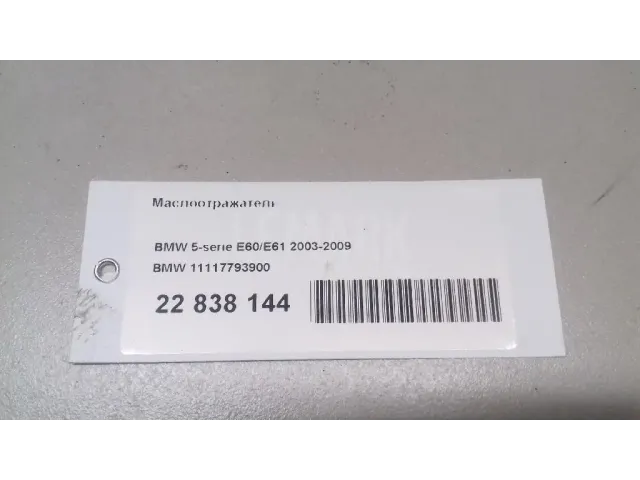 Маслоотражатель
BMW 5-serie E60/E61 2003-2009
BMW 11117793900
22 838 144